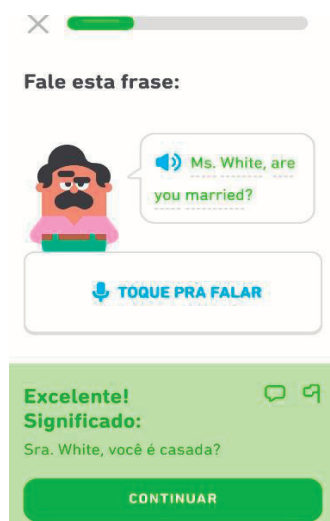 Fale esta frase:
Ms. White, are
you married?
TOQUE PRA FALAR
Excelente!
Significado:
Sra. White, você é casada?
CONTINUAR